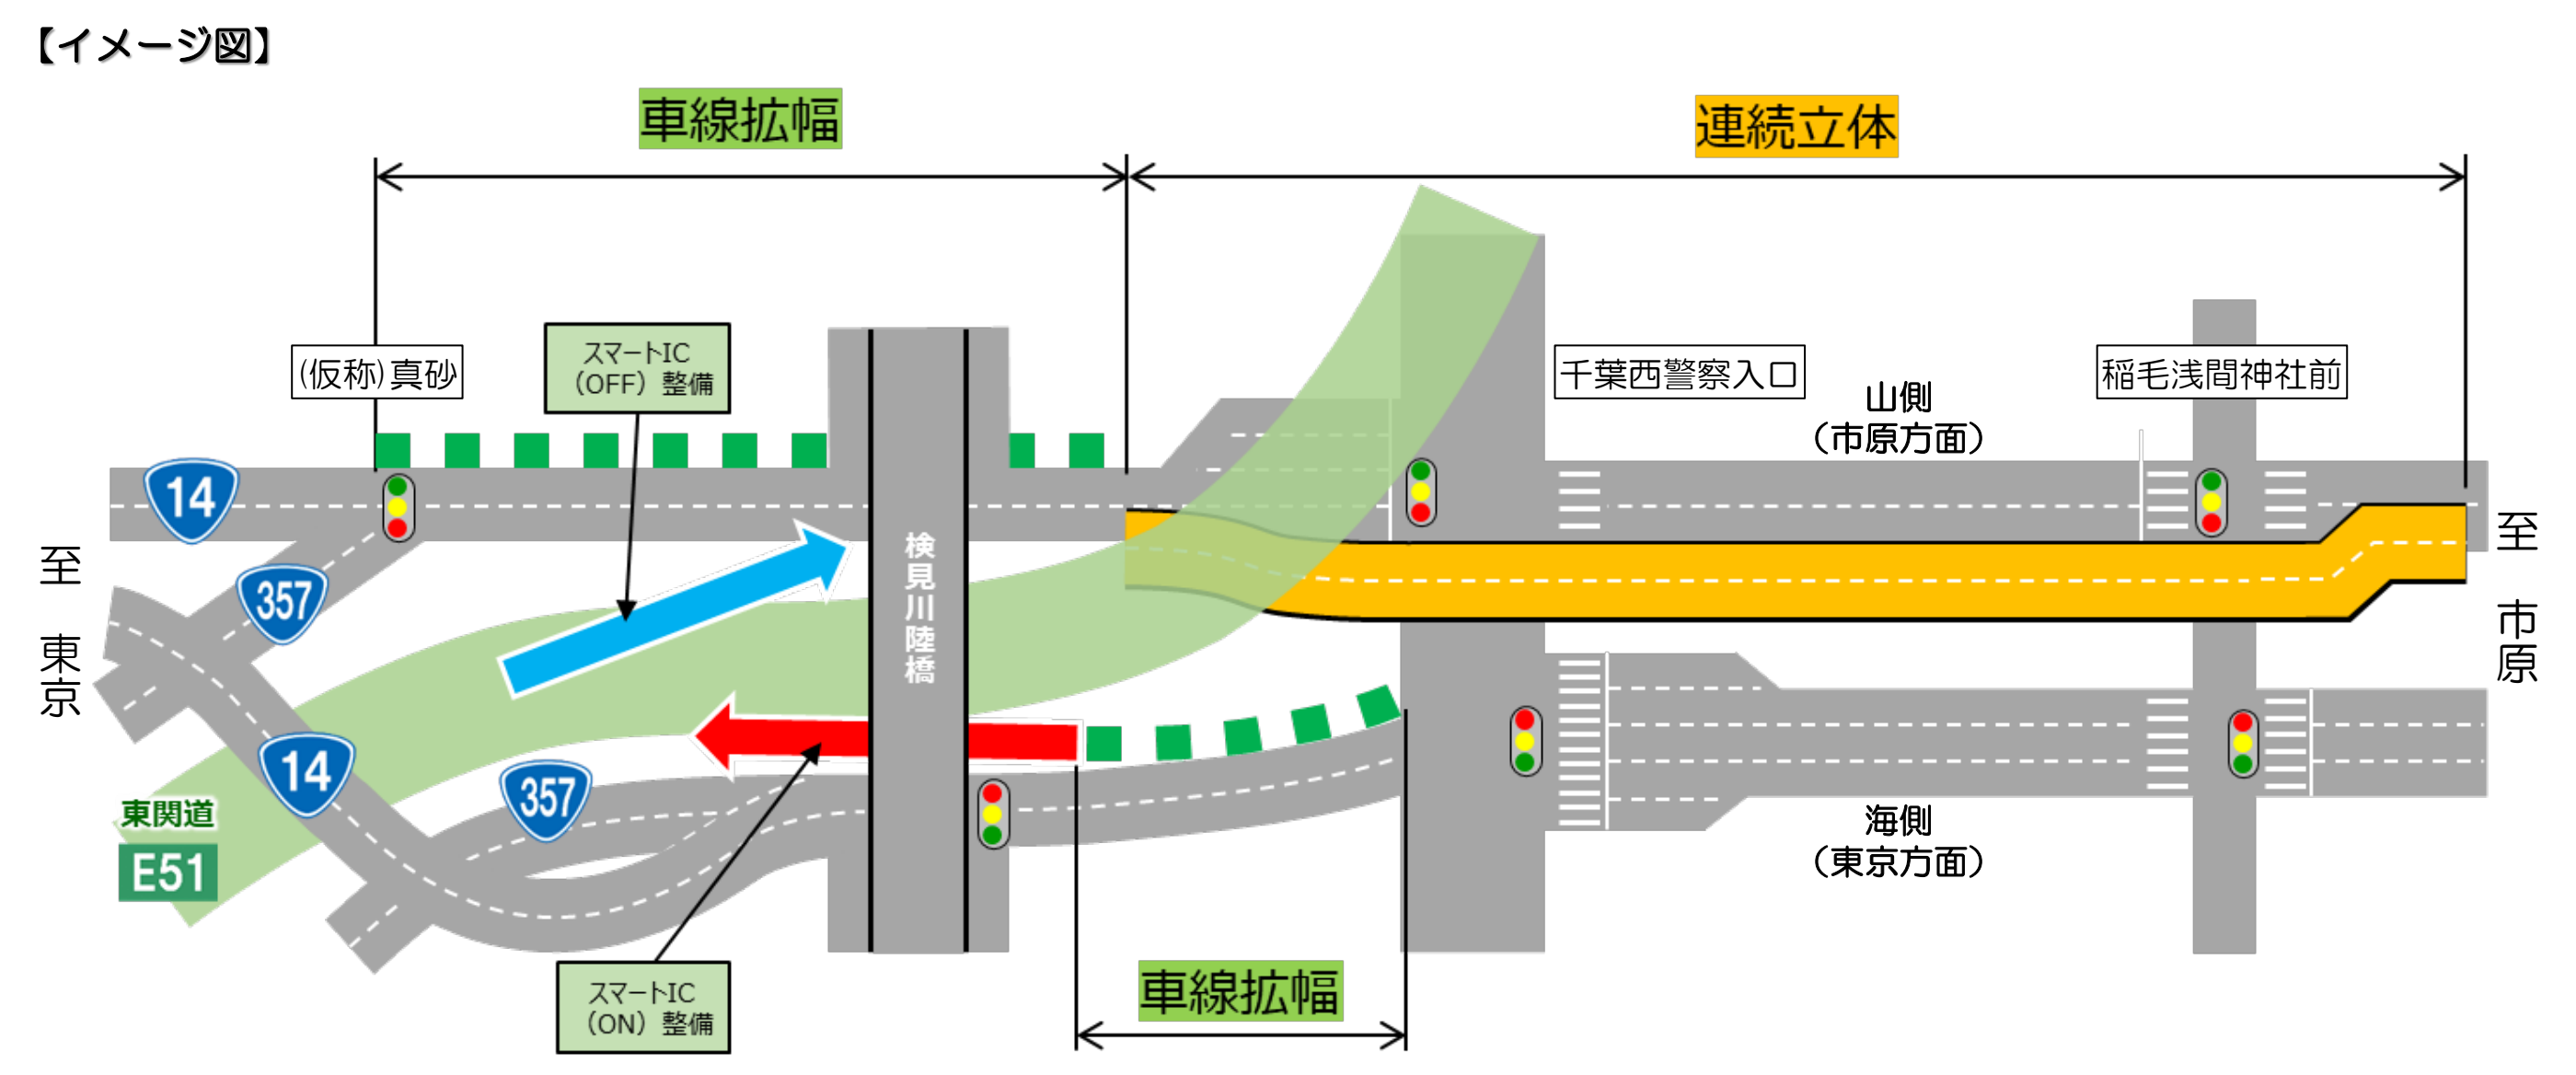 【イメージ図】
車線拡幅
連続立体
スマートIC
（OFF）整備
(仮称)真砂
千葉西警察入口
山側
（市原方面）
稲毛浅間神社前
14
357
至 東京
検見川陸橋
至 市原
14
357
東関道
E51
海側
（東京方面）
スマートIC
（ON）整備
車線拡幅